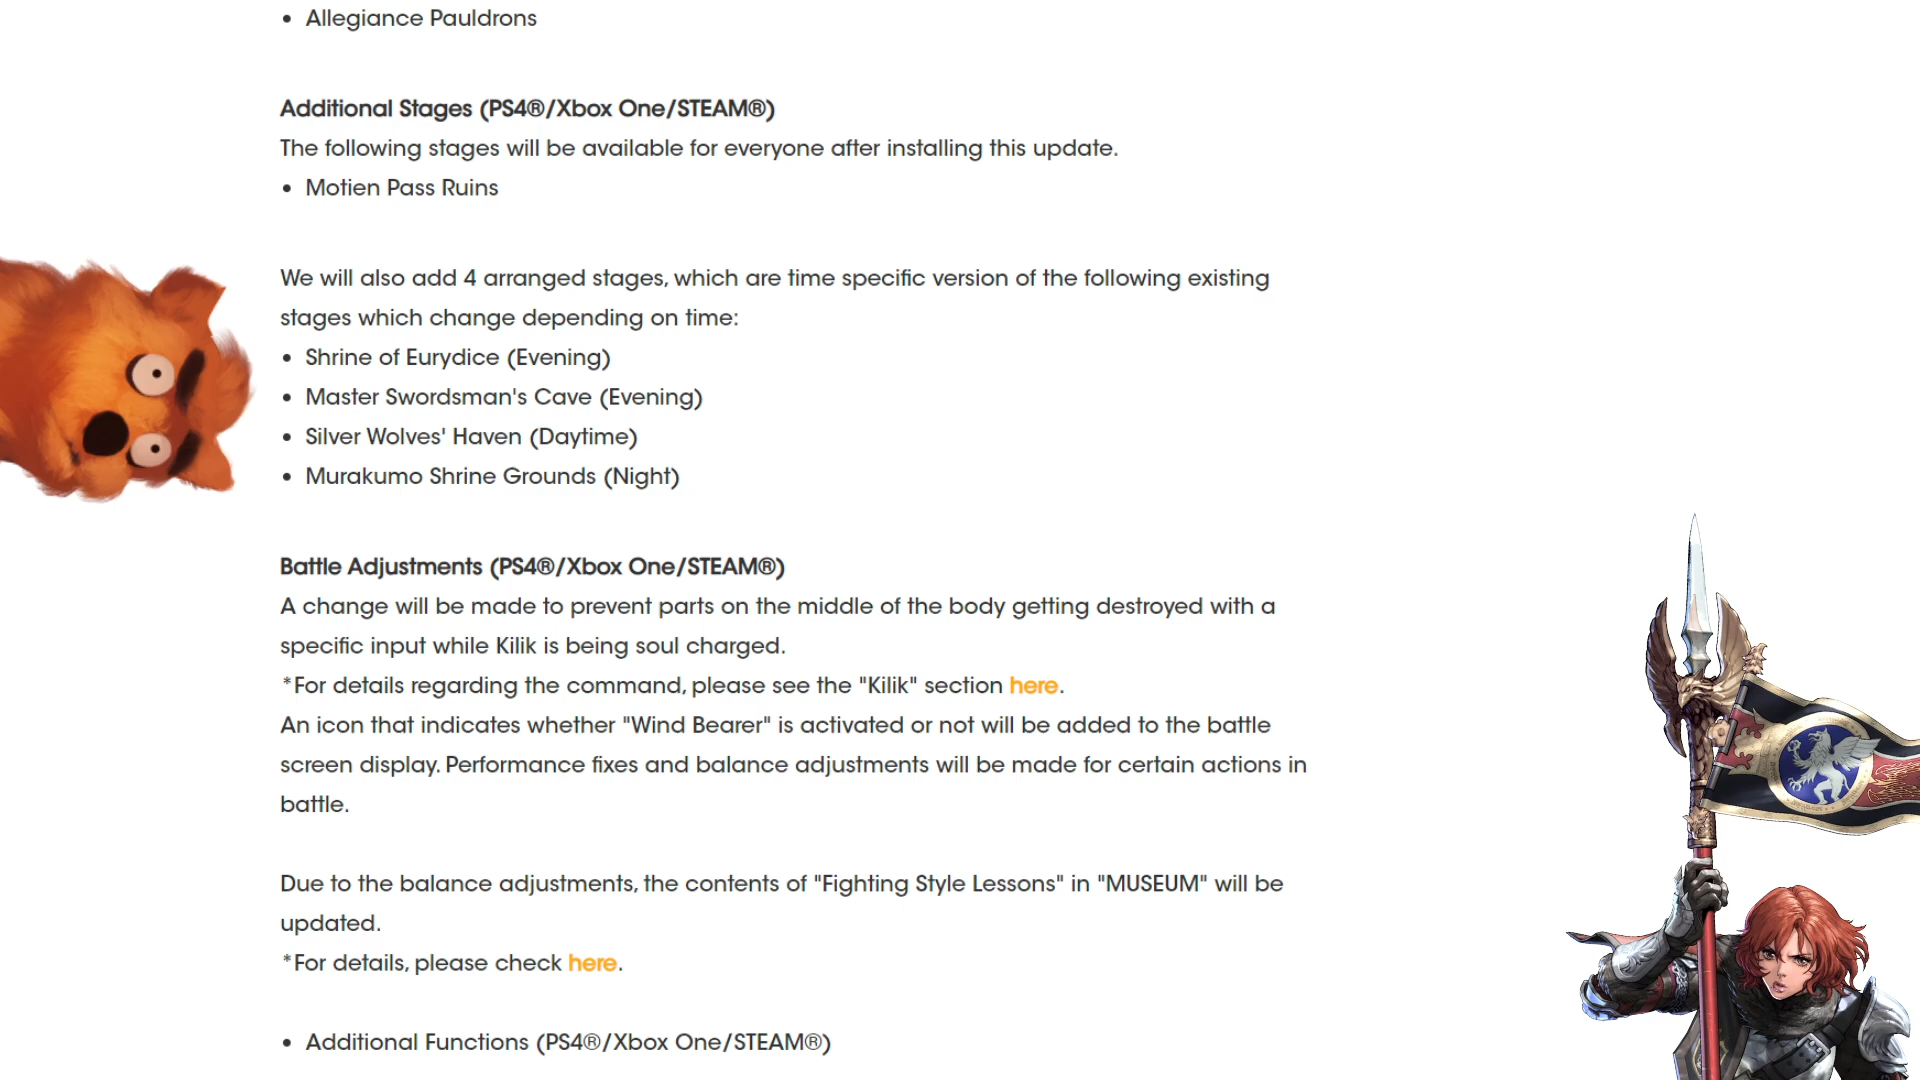 • Allegiance Pauldrons
Additional Stages (PS4®/Xbox One/STEAM®)
The following stages will be available for everyone after installing this update.
• Motien Pass Ruins
We will also add 4 arranged stages, which are time specific version of the following existing
stages which change depending on time:
• Shrine of Eurydice (Evening)
• Master Swordsman's Cave (Evening)
• Silver Wolves' Haven (Daytime)
• Murakumo Shrine Grounds (Night)
Battle Adjustments (PS4®/Xbox One/STEAM®)
A change will be made to prevent parts on the middle of the body getting destroyed with a
specific input while Kilik is being soul charged.
*For details regarding the command, please see the "Kilik" section here.
An icon that indicates whether "Wind Bearer" is activated or not will be added to the battle
screen display. Performance fixes and balance adjustments will be made for certain actions in
battle.
Due to the balance adjustments, the contents of "Fighting Style Lessons" in "MUSEUM" will be
updated.
*For details, please check here.
• Additional Functions (PS4®/Xbox One/STEAM®)